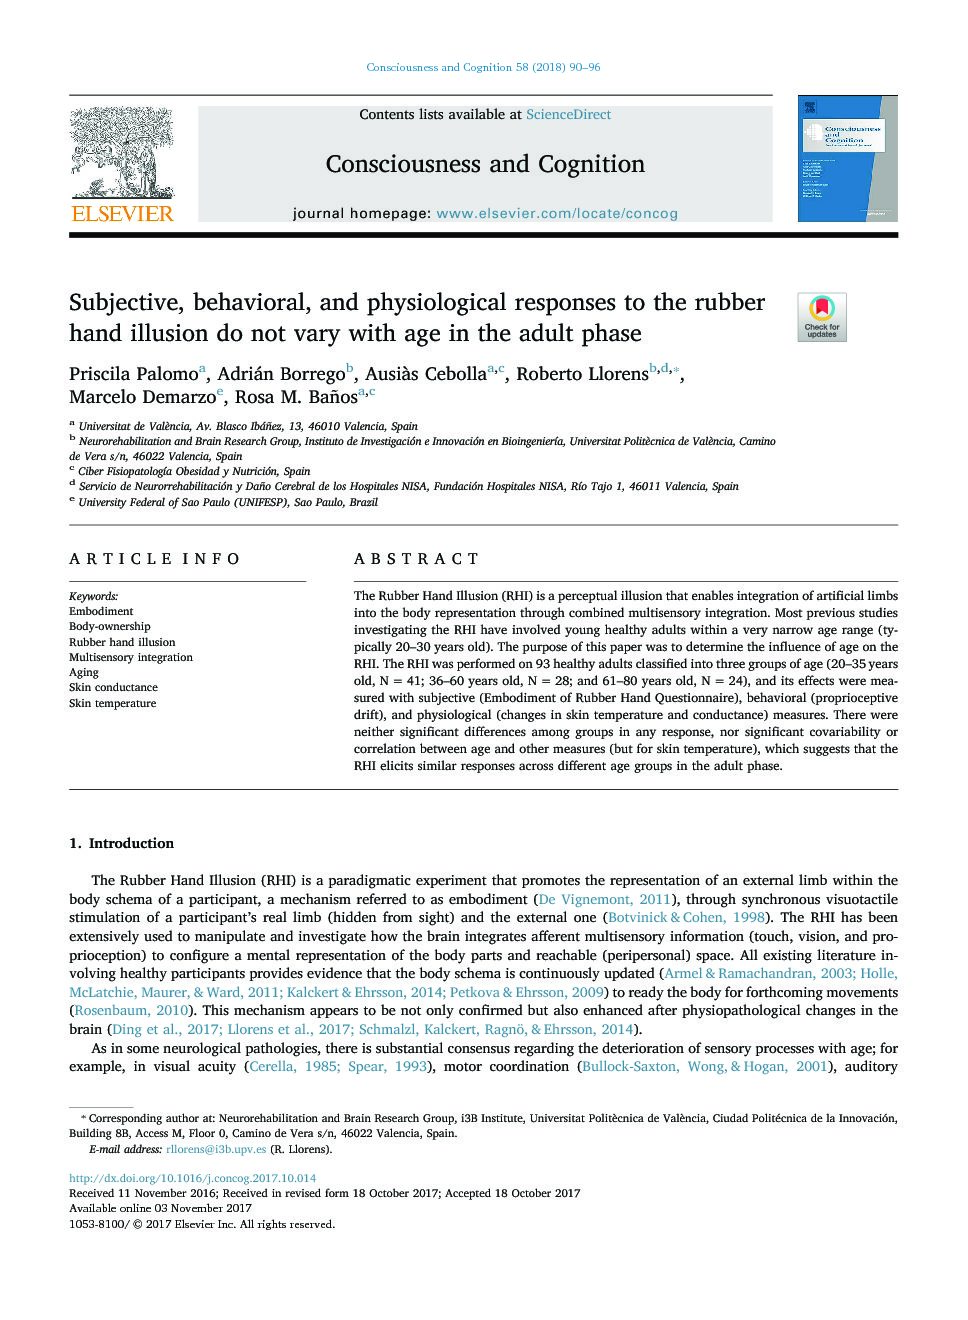 Consciousness and Cognition 58 (2018) 90–96
Contents lists available at ScienceDirect
Consciousness and Cognition
journal homepage: www.elsevier.com/locate/concog
ELSEVIER
Consciousness
and
Cognition
Subjective, behavioral, and physiological responses to the rubber
hand illusion do not vary with age in the adult phase
Check for
updates
Priscila Palomoa, Adrián Borregob, Ausiàs Cebollaa,c, Roberto Llorensb,d,⁎,
Marcelo Demarzoe, Rosa M. Bañosa,c
a Universitat de València, Av. Blasco Ibáñez, 13, 46010 Valencia, Spain
b Neurorehabilitation and Brain Research Group, Instituto de Investigación e Innovación en Bioingeniería, Universitat Politècnica de València, Camino
de Vera s/n, 46022 Valencia, Spain
c Ciber Fisiopatología Obesidad y Nutrición, Spain
d Servicio de Neurorrehabilitación y Daño Cerebral de los Hospitales NISA, Fundación Hospitales NISA, Río Tajo 1, 46011 Valencia, Spain
e University Federal of Sao Paulo (UNIFESP), Sao Paulo, Brazil
ARTICLE INFO
Keywords:
Embodiment
Body-ownership
Rubber hand illusion
Multisensory integration
Aging
Skin conductance
Skin temperature
ABSTRACT
The Rubber Hand Illusion (RHI) is a perceptual illusion that enables integration of artificial limbs
into the body representation through combined multisensory integration. Most previous studies
investigating the RHI have involved young healthy adults within a very narrow age range (ty-
pically 20–30 years old). The purpose of this paper was to determine the influence of age on the
RHI. The RHI was performed on 93 healthy adults classified into three groups of age (20–35 years
old, N = 41; 36–60 years old, N = 28; and 61–80 years old, N = 24), and its effects were mea-
sured with subjective (Embodiment of Rubber Hand Questionnaire), behavioral (proprioceptive
drift), and physiological (changes in skin temperature and conductance) measures. There were
neither significant differences among groups in any response, nor significant covariability or
correlation between age and other measures (but for skin temperature), which suggests that the
RHI elicits similar responses across different age groups in the adult phase.
1. Introduction
The Rubber Hand Illusion (RHI) is a paradigmatic experiment that promotes the representation of an external limb within the
body schema of a participant, a mechanism referred to as embodiment (De Vignemont, 2011), through synchronous visuotactile
stimulation of a participant's real limb (hidden from sight) and the external one (Botvinick & Cohen, 1998). The RHI has been
extensively used to manipulate and investigate how the brain integrates afferent multisensory information (touch, vision, and pro-
prioception) to configure a mental representation of the body parts and reachable (peripersonal) space. All existing literature in-
volving healthy participants provides evidence that the body schema is continuously updated (Armel & Ramachandran, 2003; Holle,
McLatchie, Maurer, & Ward, 2011; Kalckert & Ehrsson, 2014; Petkova & Ehrsson, 2009) to ready the body for forthcoming movements
(Rosenbaum, 2010). This mechanism appears to be not only confirmed but also enhanced after physiopathological changes in the
brain (Ding et al., 2017; Llorens et al., 2017; Schmalzl, Kalckert, Ragnö, & Ehrsson, 2014).
As in some neurological pathologies, there is substantial consensus regarding the deterioration of sensory processes with age; for
example, in visual acuity (Cerella, 1985; Spear, 1993), motor coordination (Bullock-Saxton, Wong, & Hogan, 2001), auditory
⁎ Corresponding author at: Neurorehabilitation and Brain Research Group, i3B Institute, Universitat Politècnica de València, Ciudad Politécnica de la Innovación,
Building 8B, Access M, Floor 0, Camino de Vera s/n, 46022 Valencia, Spain.
E-mail address: rllorens@i3b.upv.es (R. Llorens).
http://dx.doi.org/10.1016/j.concog.2017.10.014
Received 11 November 2016; Received in revised form 18 October 2017; Accepted 18 October 2017
Available online 03 November 2017
1053-8100/ © 2017 Elsevier Inc. All rights reserved.